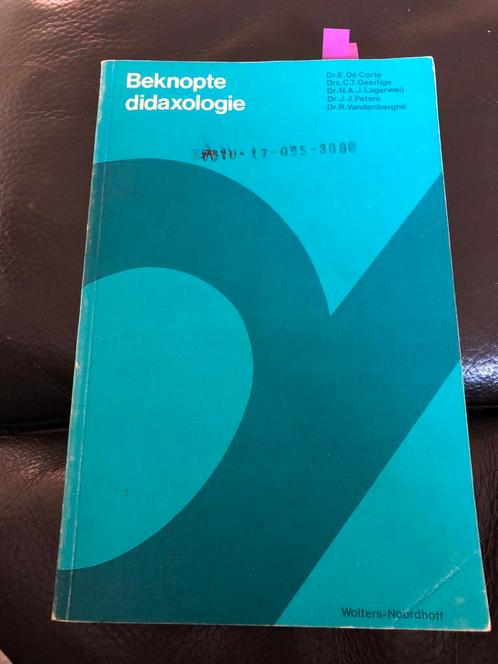 Beknopte
didaxologie
Dr.E.De Corte
Drs.C.T.Geerligs
Dr.N.A.J.Lagerweij
Dr.J.J.Peters
Dr.R.Vandenberghe
Wolters-Noordhoff